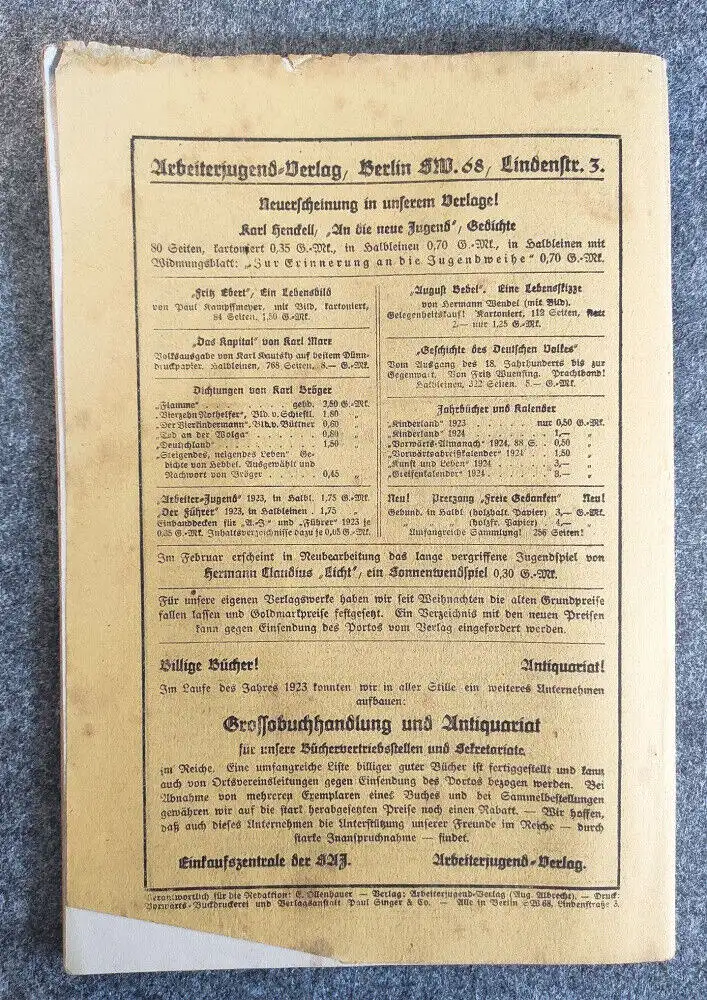 Arbeiterjugend-Verlag, Berlin SW. 68, Lindenstr. 3.
Neuerscheinung in unserem Verlage!
Karl Henckell, „An die neue Jugend“, Gedichte
80 Seiten, kartoniert 0,35 G.-Mk., in Halbleinen 0,70 G.-Mk., in Halbleinen mit
Widmungsblatt: „Zur Erinnerung an die Jugendweihe“ 0,70 G.-Mk.
„Fritz Ebert“, Ein Lebensbild
von Paul Kampffmeyer, mit Bild, kartoniert,
84 Seiten, 1,50 G.-Mk.
„Das Kapital“ von Karl Marx
Volksausgabe von Karl Kautsky auf bestem Dünn-
druckpapier. Halbleinen, 768 Seiten, 8.— G.-Mk.
Dichtungen von Karl Bröger
„Flamme“ . . . . . . . . gebd. 2,50 G.-Mk.
„Vierzehn Nothelfer“, Bld. v. Schiestl. 1.80 „
„Der Vierkindermann“. Bld. v. Büttner 0,60 „
„Tod an der Wolga“ . . . . . 0,80 „
„Deutschland“ . . . . . . . 1,50 „
„Steigendes, neigendes Leben“ Ge-
dichte von Hebbel. Ausgewählt und
Nachwort von Bröger . . . . 0,45 „
„Arbeiter-Jugend“ 1923, in Halbl. 1,75 G.-Mk.
„Der Führer“ 1923, in Halbleinen . 1,75 „
Einbanddecken für „A.-J.“ und „Führer“ 1923 je
0,35 G.-Mk. Inhaltsverzeichnis dazu je 0,05 G.-Mk.
„August Bebel“. Eine Lebensskizze
von Hermann Wendel (mit Bild).
Gelegenheitskauf! Kartoniert, 112 Seiten, statt
2.— nur 1,25 G.-Mk.
„Geschichte des Deutschen Volkes“
Vom Ausgang des 18. Jahrhunderts bis zur
Gegenwart. Von Fritz Wuessing. Prachtband!
Halbleinen, 322 Seiten. 5.— G.-Mk.
Jahrbücher und Kalender
„Kinderland“ 1923 . . . . . nur 0,50 G.-Mk.
„Kinderland“ 1924 . . . . . . 1,— „
„Vorwärts-Almanach“ 1924, 88 S. . 0,50 „
„Vorwärtsabreißkalender“ 1924 . . 1,50 „
„Kunst und Leben“ 1924 . . . . 3,— „
„Greifenkalender“ 1924 . . . . 3.— „
Neu! Preczang „Freie Gedanken“ Neu!
Gebund. in Halbl. (holzhalt. Papier) 3,— G.-Mk.
„ „ „ (holzfr. Papier) . 4,— „
Umfangreiche Sammlung! 256 Seiten!
Im Februar erscheint in Neubearbeitung das lange vergriffene Jugendspiel von
Hermann Claudius „Licht“, ein Sonnenwendspiel 0,30 G.-Mk.
Für unsere eigenen Verlagswerke haben wir seit Weihnachten die alten Grundpreise
fallen lassen und Goldmarkpreise festgesetzt. Ein Verzeichnis mit den neuen Preisen
kann gegen Einsendung des Portos vom Verlag eingefordert werden.
Billige Bücher! Antiquariat!
Im Laufe des Jahres 1923 konnten wir in aller Stille ein weiteres Unternehmen
aufbauen:
Grossobuchhandlung und Antiquariat
für unsere Büchervertriebsstellen und Sekretariate
im Reiche. Eine umfangreiche Liste billiger guter Bücher ist fertiggestellt und kann
auch von Ortsvereinsleitungen gegen Einsendung des Portos bezogen werden. Bei
Abnahme von mehreren Exemplaren eines Buches und bei Sammelbestellungen
gewähren wir auf die stark herabgesetzten Preise noch einen Rabatt. — Wir hoffen,
daß auch dieses Unternehmen die Unterstützung unserer Freunde im Reiche — durch
starke Inanspruchnahme — findet.
Einkaufszentrale der SAJ. Arbeiterjugend-Verlag.
Verantwortlich für die Redaktion: E. Ollenhauer — Verlag: Arbeiterjugend-Verlag (Aug. Albrecht). — Druck:
Vorwärts-Buchdruckerei und Verlagsanstalt Paul Singer & Co. — Alle in Berlin SW.68, Lindenstraße 3.